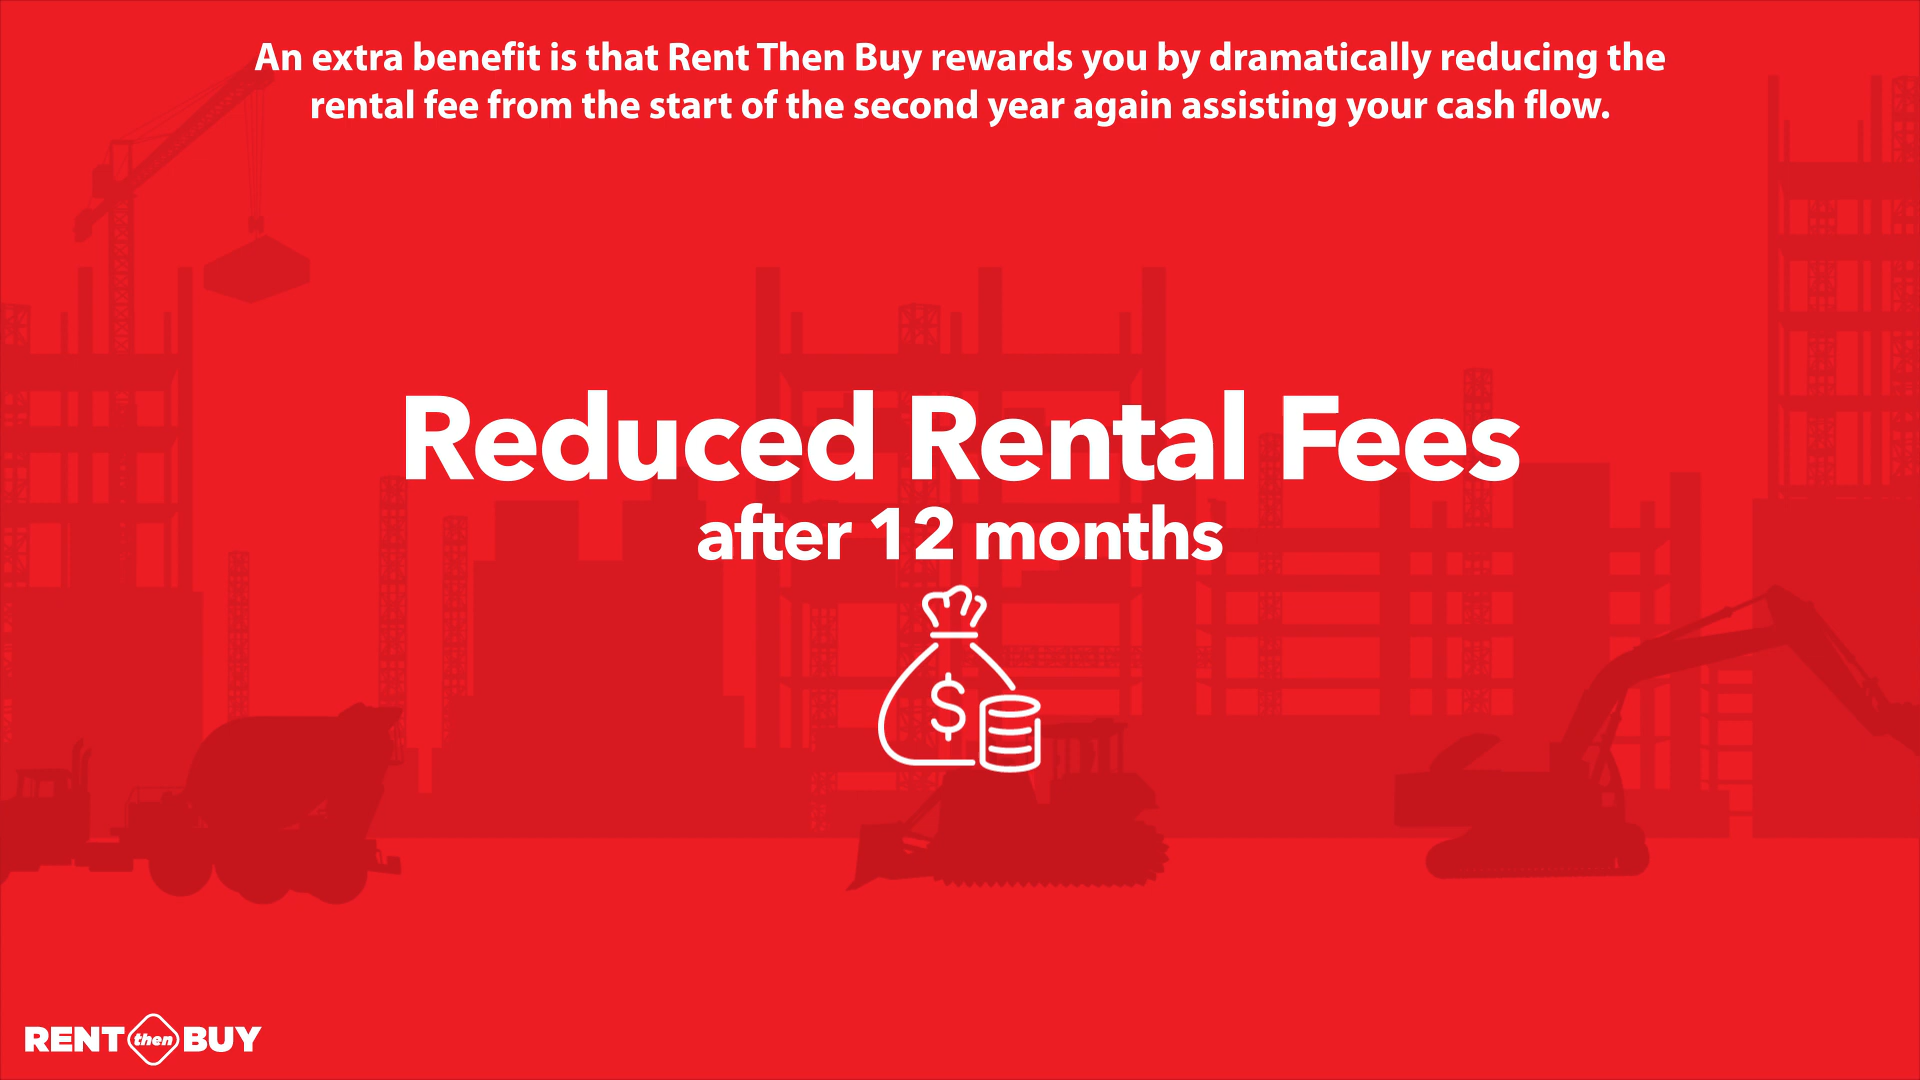 An extra benefit is that Rent Then Buy rewards you by dramatically reducing the
rental fee from the start of the second year again assisting your cash flow.
Reduced Rental Fees
after 12 months
$
RENT then BUY